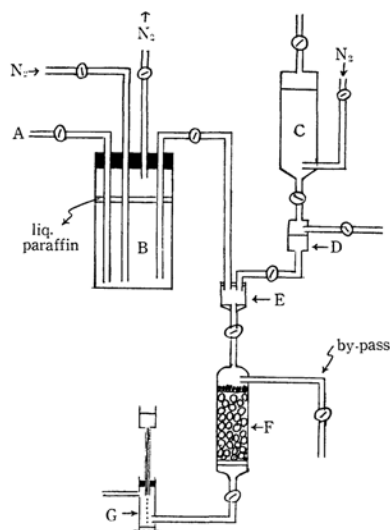 N₂
N₂→
N₂
A
C
liq.
paraffin
B
←D
←E
by-pass
←F
G→